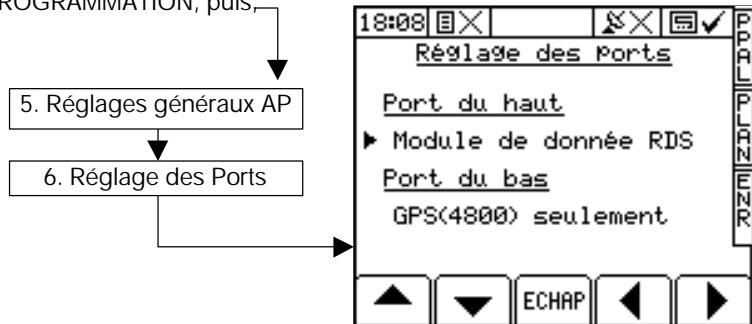 PROGRAMMATION, puis,
5. Réglages généraux AP
6. Réglage des Ports
18:08
Réglage des Ports
Port du haut
Module de donnée RDS
Port du bas
GPS(4800) seulement
ECHAP
PPAL
PLAN
ENR